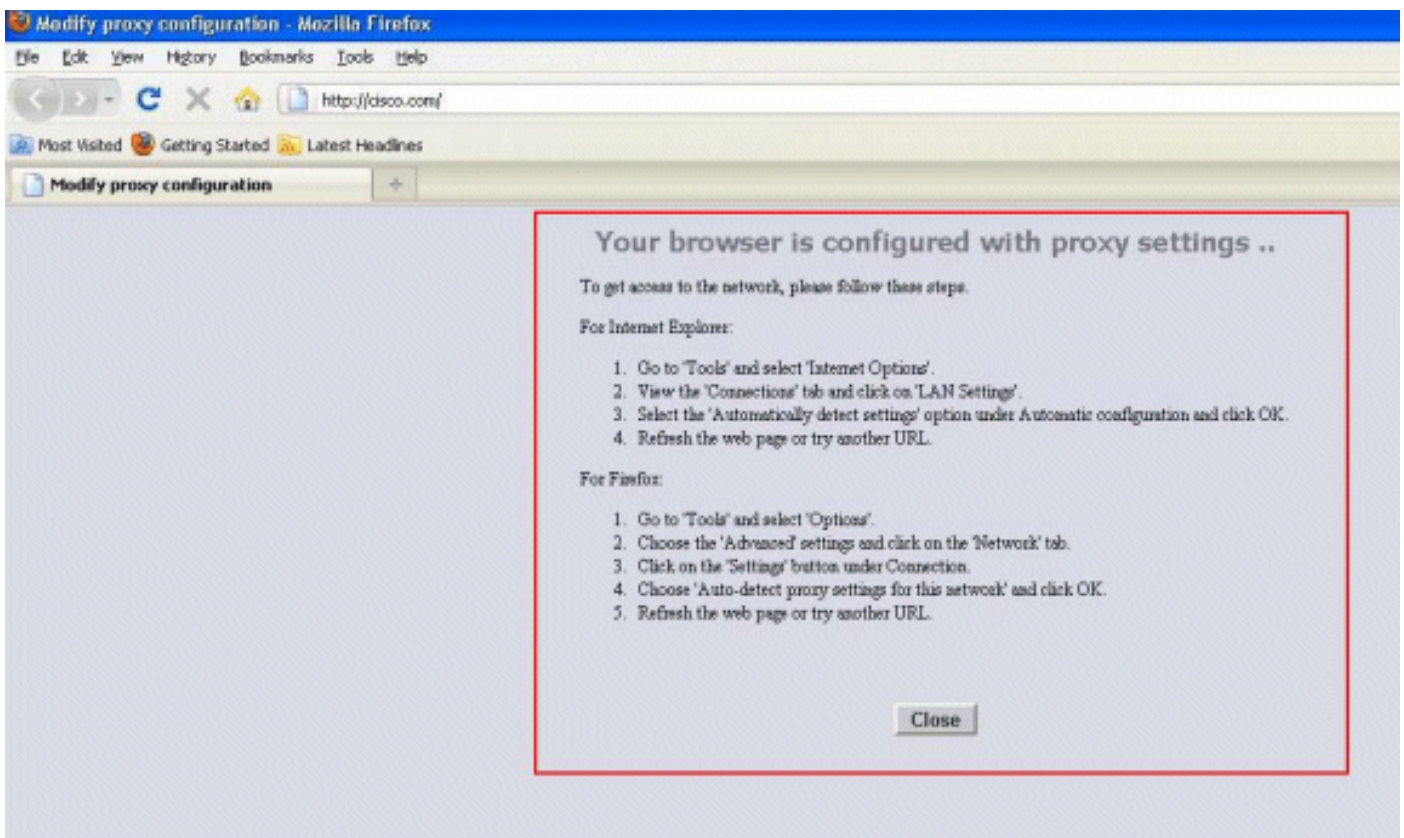 Modify proxy configuration - Mozilla Firefox
File Edit View History Bookmarks Tools Help
http://cisco.com/
Most Visited Getting Started Latest Headlines
Modify proxy configuration
Your browser is configured with proxy settings ..
To get access to the network, please follow these steps.
For Internet Explorer:
1. Go to 'Tools' and select 'Internet Options'.
2. View the 'Connections' tab and click on 'LAN Settings'.
3. Select the 'Automatically detect settings' option under Automatic configuration and click OK.
4. Refresh the web page or try another URL.
For Firefox:
1. Go to 'Tools' and select 'Options'.
2. Choose the 'Advanced' settings and click on the 'Network' tab.
3. Click on the 'Settings' button under Connection.
4. Choose 'Auto-detect proxy settings for this network' and click OK.
5. Refresh the web page or try another URL.
Close